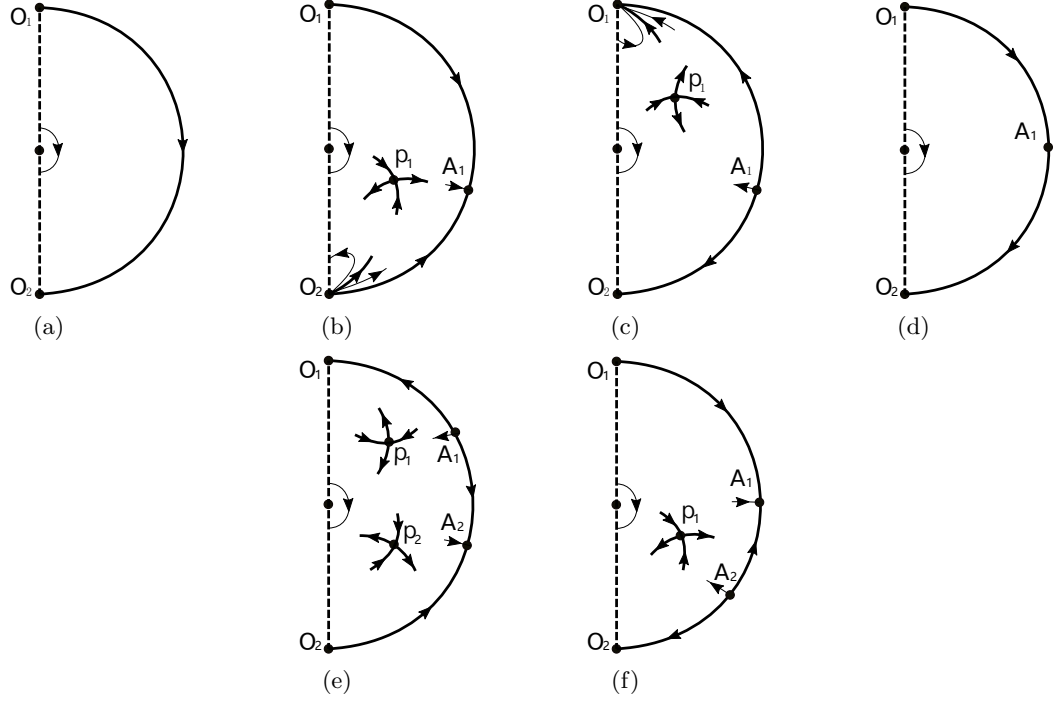 O₁
O₂
(a)
O₁
p₁
A₁
O₂
(b)
O₁
p₁
A₁
O₂
(c)
O₁
A₁
O₂
(d)
O₁
A₁
p₁
A₂
p₂
O₂
(e)
O₁
A₁
p₁
A₂
O₂
(f)